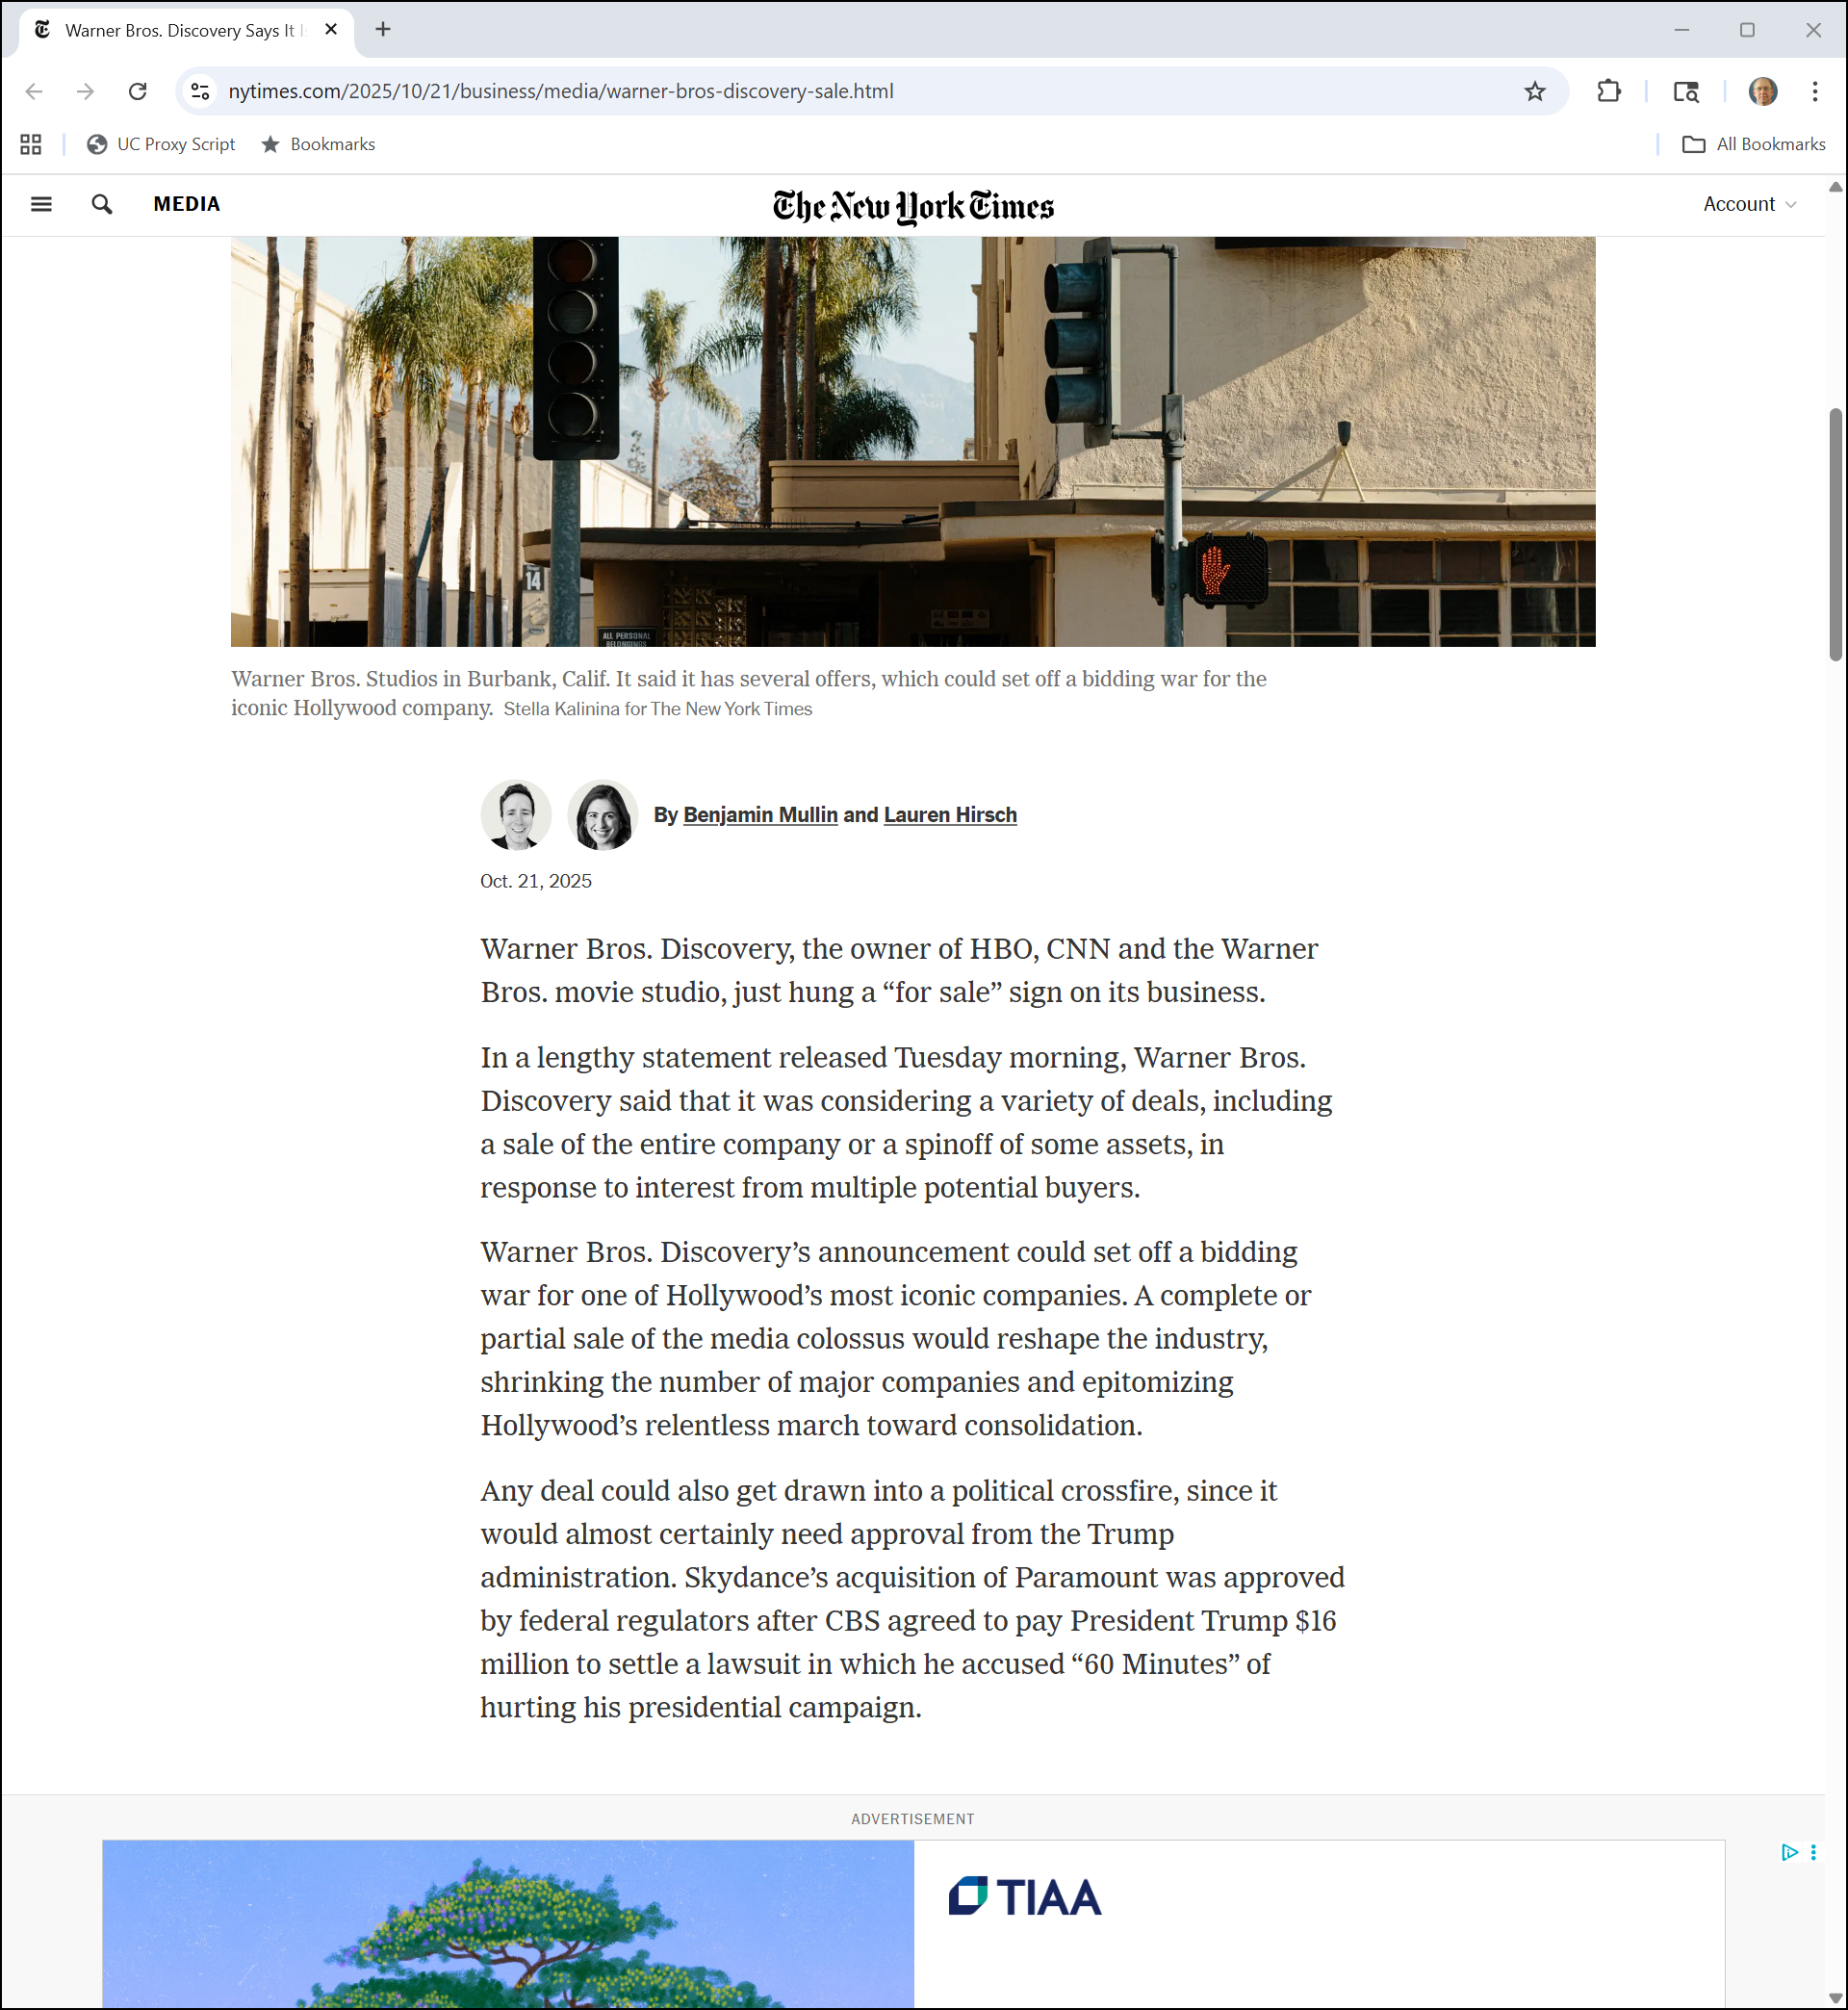 Warner Bros. Discovery Says It I
nytimes.com/2025/10/21/business/media/warner-bros-discovery-sale.html
UC Proxy Script
Bookmarks
All Bookmarks
MEDIA
The New York Times
Account
14
ALL PERSONAL
BELONGINGS
Warner Bros. Studios in Burbank, Calif. It said it has several offers, which could set off a bidding war for the
iconic Hollywood company. Stella Kalinina for The New York Times
By Benjamin Mullin and Lauren Hirsch
Oct. 21, 2025
Warner Bros. Discovery, the owner of HBO, CNN and the Warner
Bros. movie studio, just hung a “for sale” sign on its business.
In a lengthy statement released Tuesday morning, Warner Bros.
Discovery said that it was considering a variety of deals, including
a sale of the entire company or a spinoff of some assets, in
response to interest from multiple potential buyers.
Warner Bros. Discovery’s announcement could set off a bidding
war for one of Hollywood’s most iconic companies. A complete or
partial sale of the media colossus would reshape the industry,
shrinking the number of major companies and epitomizing
Hollywood’s relentless march toward consolidation.
Any deal could also get drawn into a political crossfire, since it
would almost certainly need approval from the Trump
administration. Skydance’s acquisition of Paramount was approved
by federal regulators after CBS agreed to pay President Trump $16
million to settle a lawsuit in which he accused “60 Minutes” of
hurting his presidential campaign.
ADVERTISEMENT
TIAA